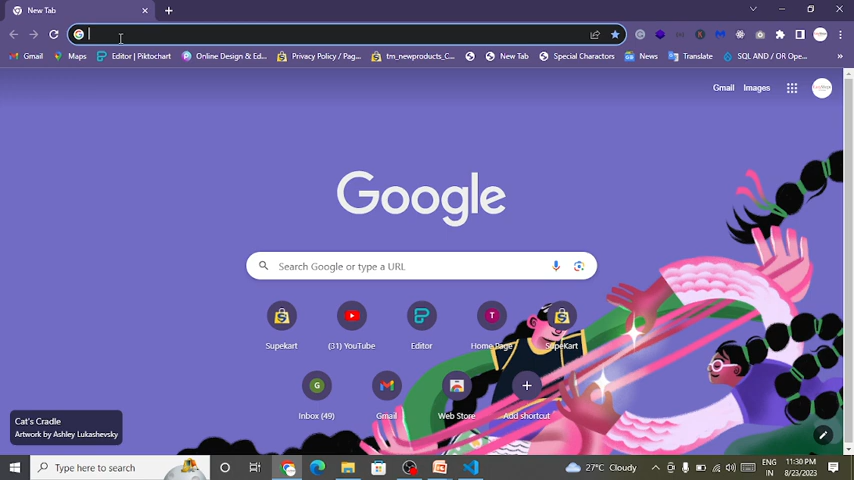 New Tab
Gmail
Maps
Editor | Piktochart
Online Design & Ed...
Privacy Policy / Pag...
tm_newproducts_C...
New Tab
Special Characters
News
Translate
SQL AND / OR Ope...
»
Gmail
Images
Google
Search Google or type a URL
Supekart
(31) YouTube
Editor
Home Page
SupeKart
Inbox (49)
Gmail
Web Store
Add shortcut
Cat's Cradle
Artwork by Ashley Lukashevsky
Type here to search
27°C Cloudy
ENG
IN
11:30 PM
8/23/2023